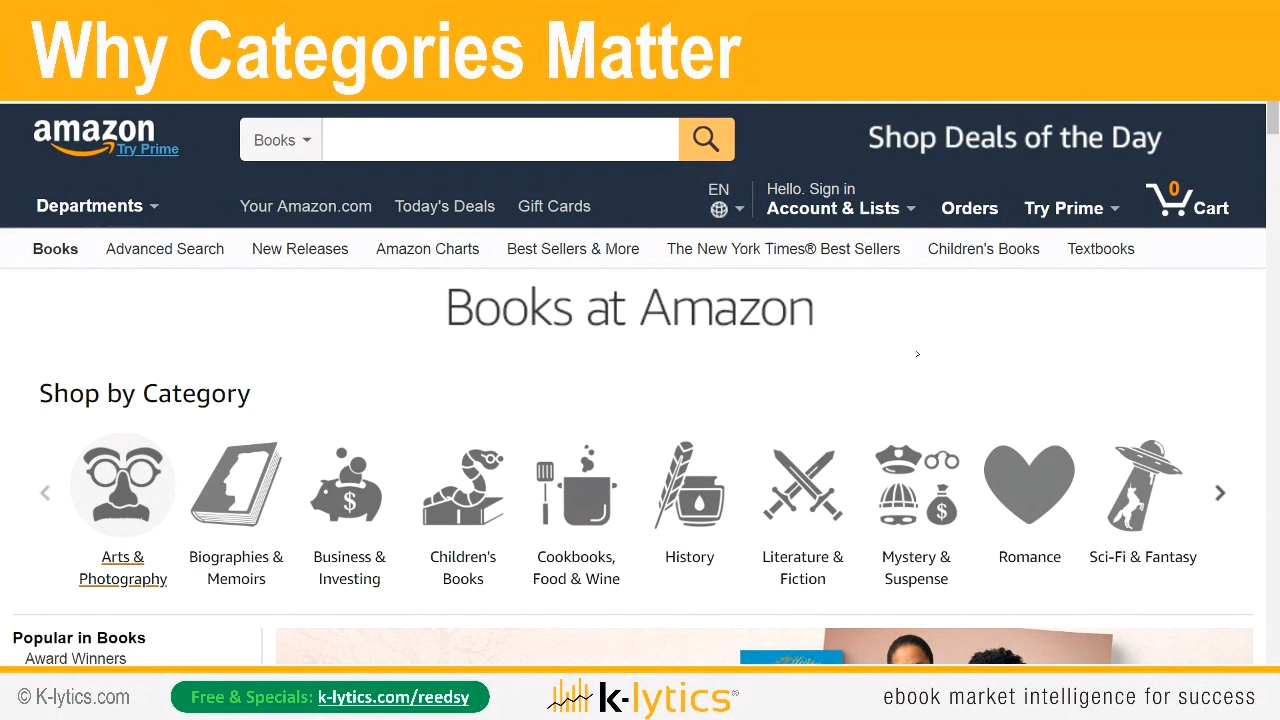 Why Categories Matter
amazon
Try Prime
Books
Shop Deals of the Day
Departments
Your Amazon.com
Today's Deals
Gift Cards
EN
Hello. Sign in
Account & Lists
Orders
Try Prime
0
Cart
Books
Advanced Search
New Releases
Amazon Charts
Best Sellers & More
The New York Times® Best Sellers
Children's Books
Textbooks
Books at Amazon
Shop by Category
$
$
Arts &
Photography
Biographies &
Memoirs
Business &
Investing
Children's
Books
Cookbooks,
Food & Wine
History
Literature &
Fiction
Mystery &
Suspense
Romance
Sci-Fi & Fantasy
Popular in Books
Award Winners
© K-lytics.com
Free & Specials: k-lytics.com/reedsy
k-lytics®
ebook market intelligence for success